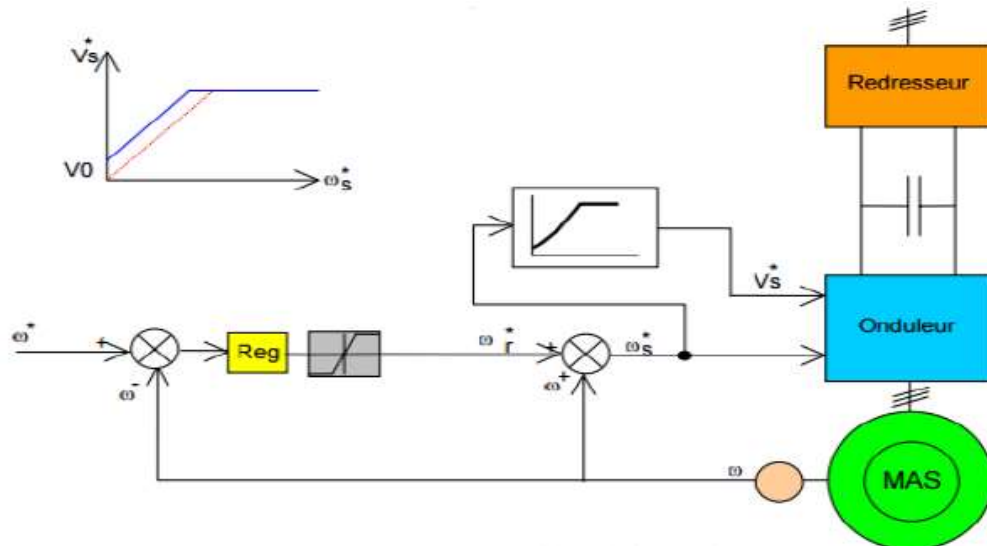 Vs*
V0
ωs*
Redresseur
Vs*
Onduleur
ω*
+
Reg
ωr*
+
ωs*
ω-
ω+
ω
MAS